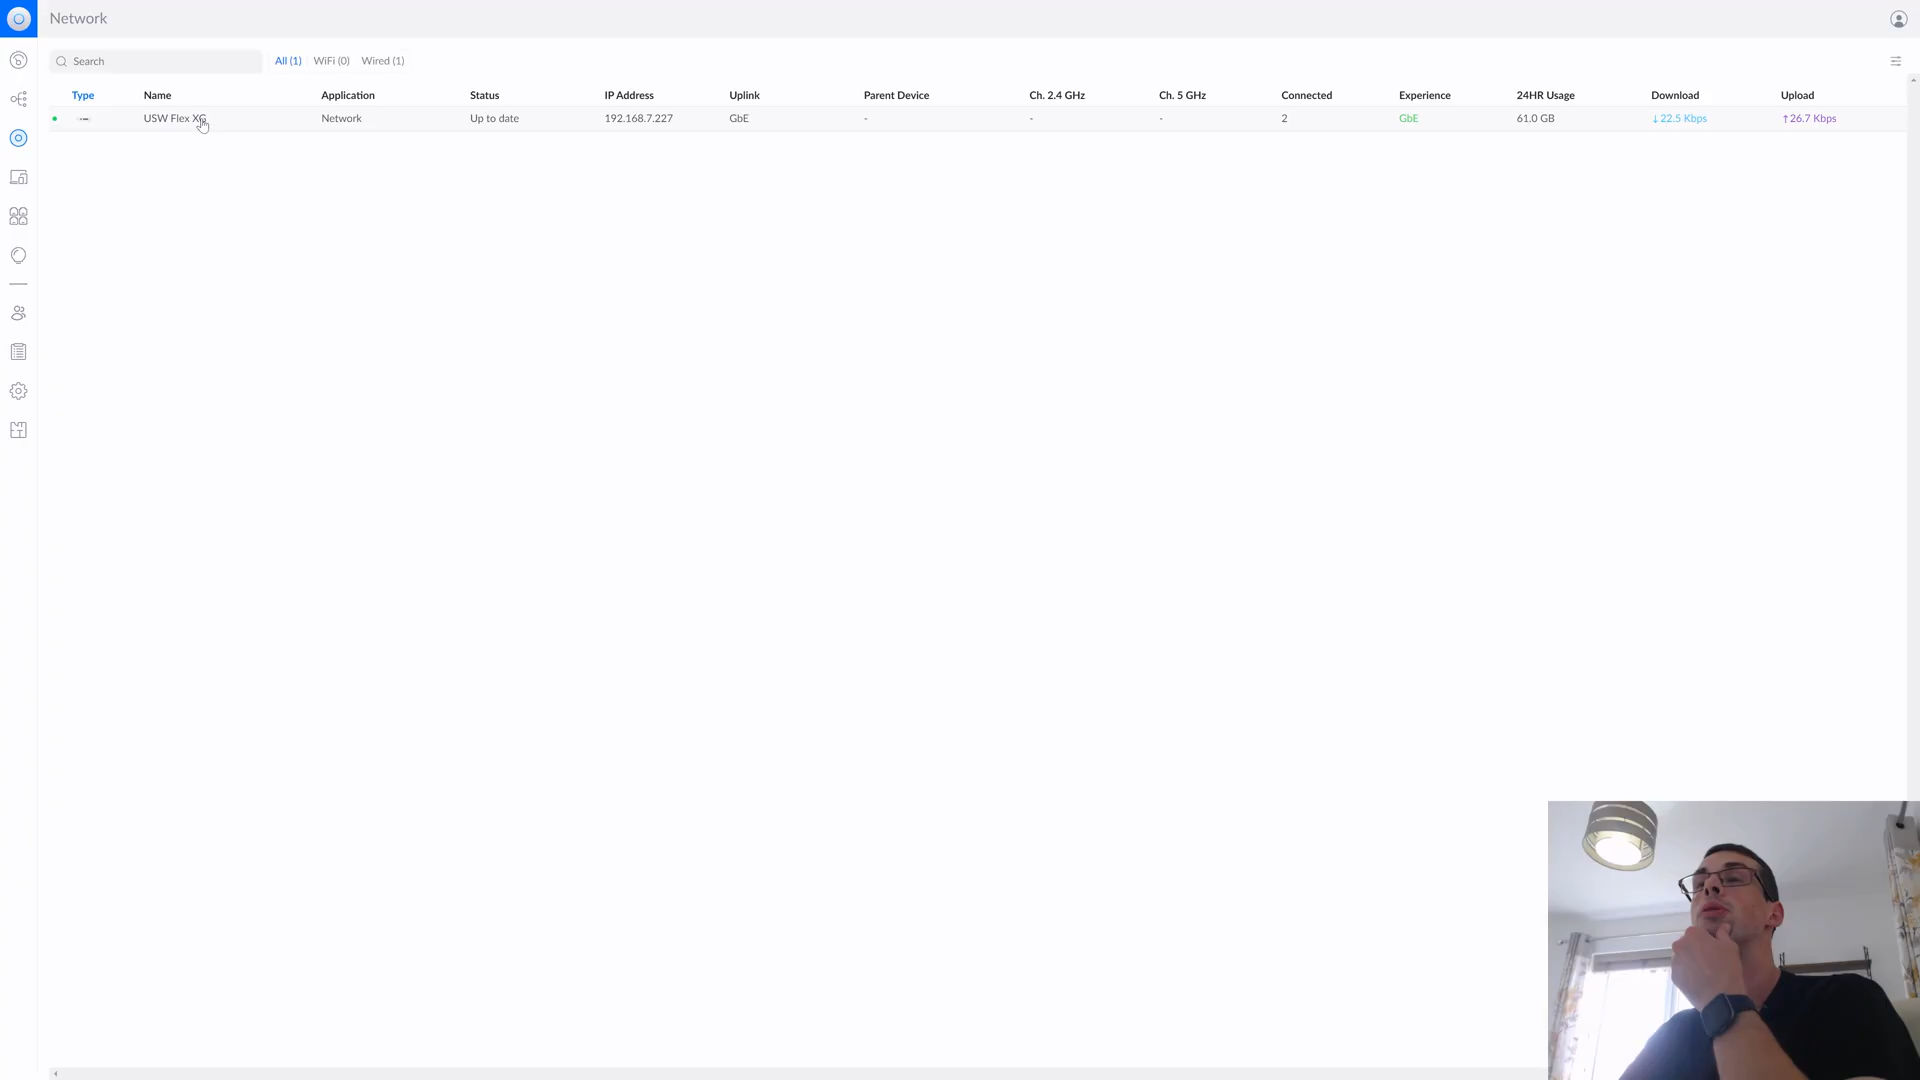 Network
Search All (1) WiFi (0) Wired (1)
Type Name Application Status IP Address Uplink Parent Device Ch. 2.4 GHz Ch. 5 GHz Connected Experience 24HR Usage Download Upload
USW Flex XG Network Up to date 192.168.7.227 GbE - - - 2 GbE 61.0 GB ↓ 22.5 Kbps ↑ 26.7 Kbps